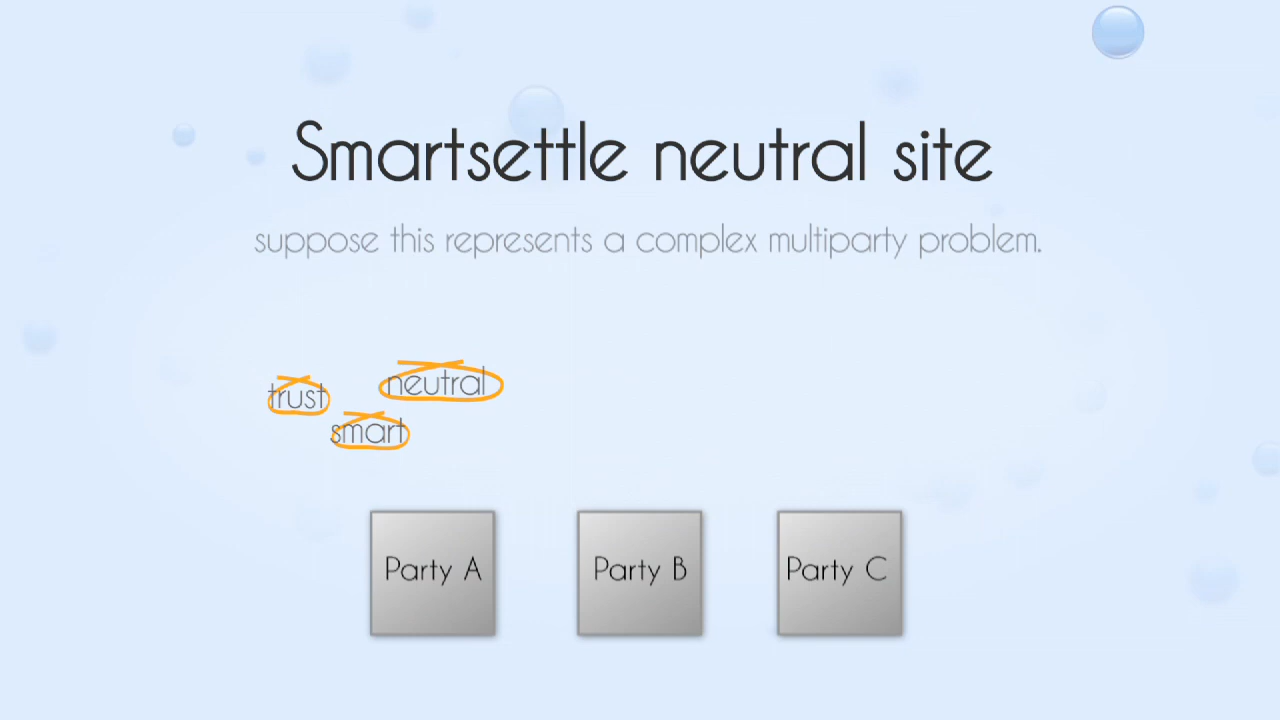 Smartsettle neutral site
suppose this represents a complex multiparty problem.
neutral
trust
smart
Party A
Party B
Party C